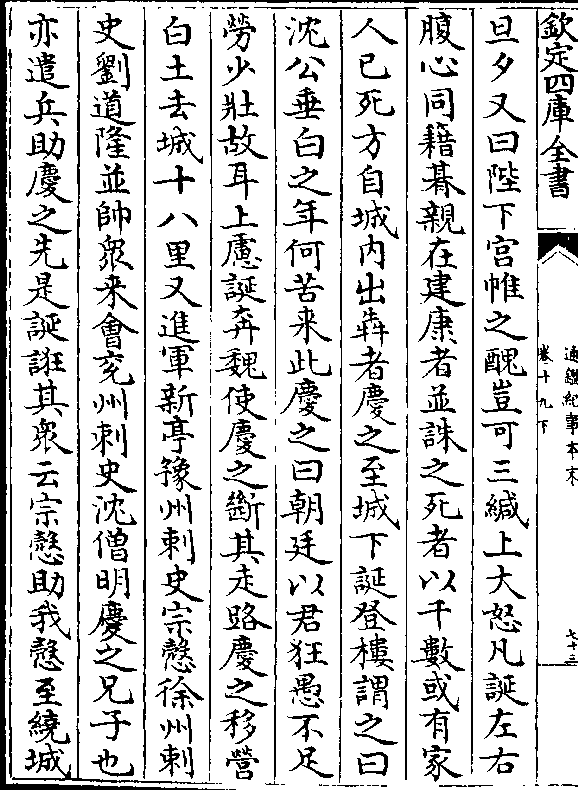 欽定四庫全書
通鑑紀事本末
卷十九下
七十三
旦夕又曰陛下宫帷之醜豈可三緘上大怒凡誕左右
腹心同籍朞親在建康者並誅之死者以千數或有家
人已死方自城内出犇者慶之至城下誕登樓謂之曰
沈公垂白之年何苦来此慶之曰朝廷以君狂愚不足
勞少壯故耳上慮誕奔魏使慶之斷其走路慶之移營
白土去城十八里又進軍新亭豫州刺史宗慤徐州刺
史劉道隆並帥衆来會兖州刺史沈僧明慶之兄子也
亦遣兵助慶之先是誕誑其衆云宗慤助我慤至繞城